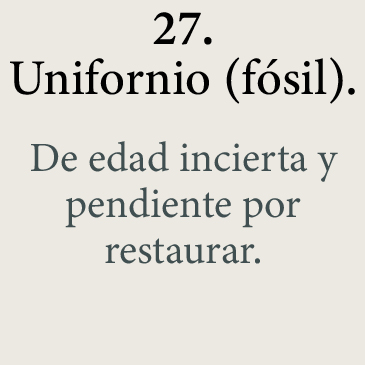 27.
Unifornio (fósil).
De edad incierta y
pendiente por
restaurar.